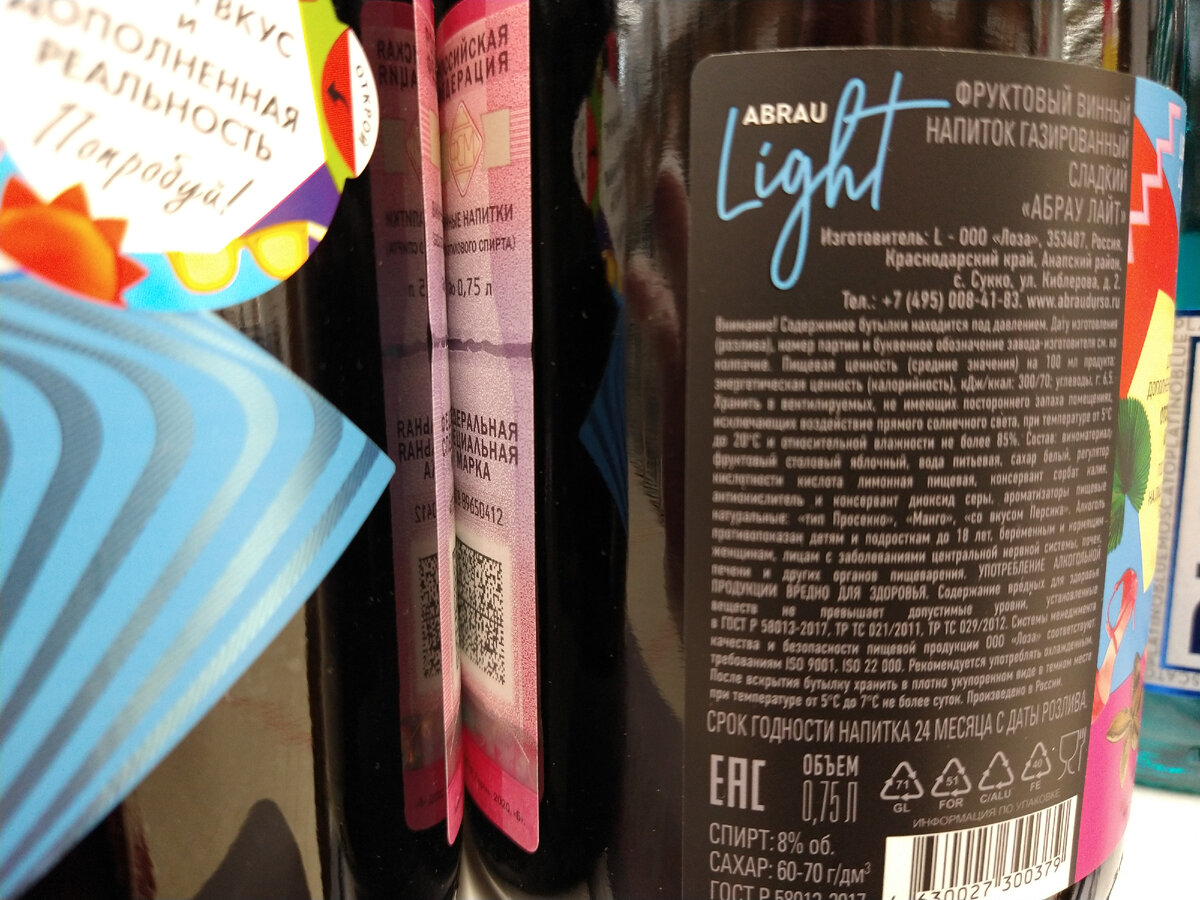 ВКУС
И
ДОПОЛНЕННАЯ
РЕАЛЬНОСТЬ
Попробуй!
ОТКРОЙ
ABRAU
Light
ФРУКТОВЫЙ ВИННЫЙ
НАПИТОК ГАЗИРОВАННЫЙ
СЛАДКИЙ
«АБРАУ ЛАЙТ»
Изготовитель: L - ООО «Лоза», 353407, Россия,
Краснодарский край, Анапский район,
с. Сукко, ул. Киблерова, д. 2.
Тел.: +7 (495) 008-41-83. www.abraudurso.ru
Внимание! Содержимое бутылки находится под давлением. Дату изготовления
(розлива), номер партии и буквенное обозначение завода-изготовителя см. на
колпачке. Пищевая ценность (средние значения) на 100 мл продукта:
энергетическая ценность (калорийность), кДж/ккал: 300/70; углеводы, г: 6,5.
Хранить в вентилируемых, не имеющих постороннего запаха помещениях,
исключающих воздействие прямого солнечного света, при температуре от 5°С
до 20°С и относительной влажности не более 85%. Состав: виноматериал
фруктовый столовый яблочный, вода питьевая, сахар белый, регулятор
кислотности кислота лимонная пищевая, консервант сорбат калия,
антиокислитель и консервант диоксид серы, ароматизаторы пищевые
натуральные: «тип Просекко», «Манго», «со вкусом Персика». Алкоголь
противопоказан детям и подросткам до 18 лет, беременным и кормящим
женщинам, лицам с заболеваниями центральной нервной системы, почек,
печени и других органов пищеварения. УПОТРЕБЛЕНИЕ АЛКОГОЛЬНОЙ
ПРОДУКЦИИ ВРЕДНО ДЛЯ ЗДОРОВЬЯ. Содержание вредных для здоровья
веществ не превышает допустимые уровни, установленные
в ГОСТ Р 58013-2017, ТР ТС 021/2011, ТР ТС 029/2012. Системы менеджмента
качества и безопасности пищевой продукции ООО «Лоза» соответствуют
требованиям ISO 9001, ISO 22 000. Рекомендуется употреблять охлажденным.
После вскрытия бутылку хранить в плотно укупоренном виде в темном месте
при температуре от 5°С до 7°С не более суток. Произведено в России.
СРОК ГОДНОСТИ НАПИТКА 24 МЕСЯЦА С ДАТЫ РОЗЛИВА.
EAC
ОБЪЕМ
0,75 Л
71
GL
51
FOR
C/ALU
40
FE
ИНФОРМАЦИЯ ПО УПАКОВКЕ
СПИРТ: 8% об.
САХАР: 60-70 г/дм³
ГОСТ Р 58013-2017
4 630027 300379
РОССИЙСКАЯ
ФЕДЕРАЦИЯ
НАПИТКИ
0,75 л
ФЕДЕРАЛЬНАЯ
СПЕЦИАЛЬНАЯ
МАРКА
89650412